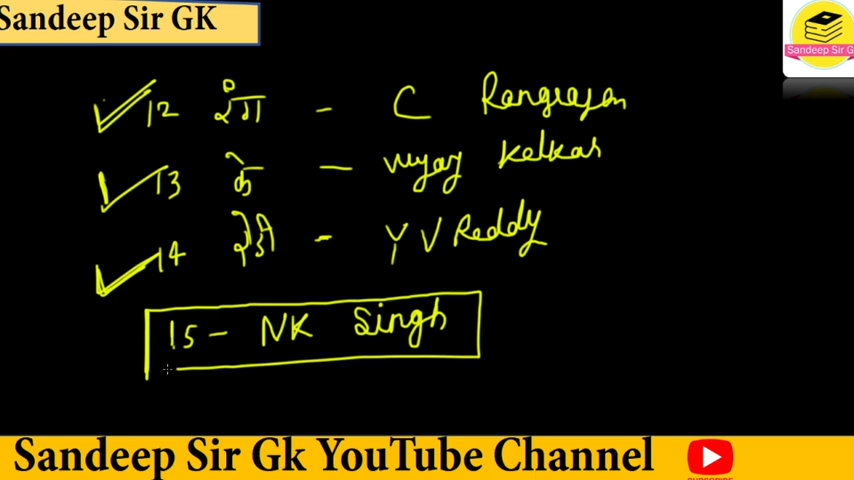 Sandeep Sir GK
Sandeep Sir G
12 रंगा - C Rangrajan
13 के - Vijay Kelkar
14 रेड्डी - Y V Reddy
15 - NK Singh
Sandeep Sir Gk YouTube Channel
SUBSCRIBE